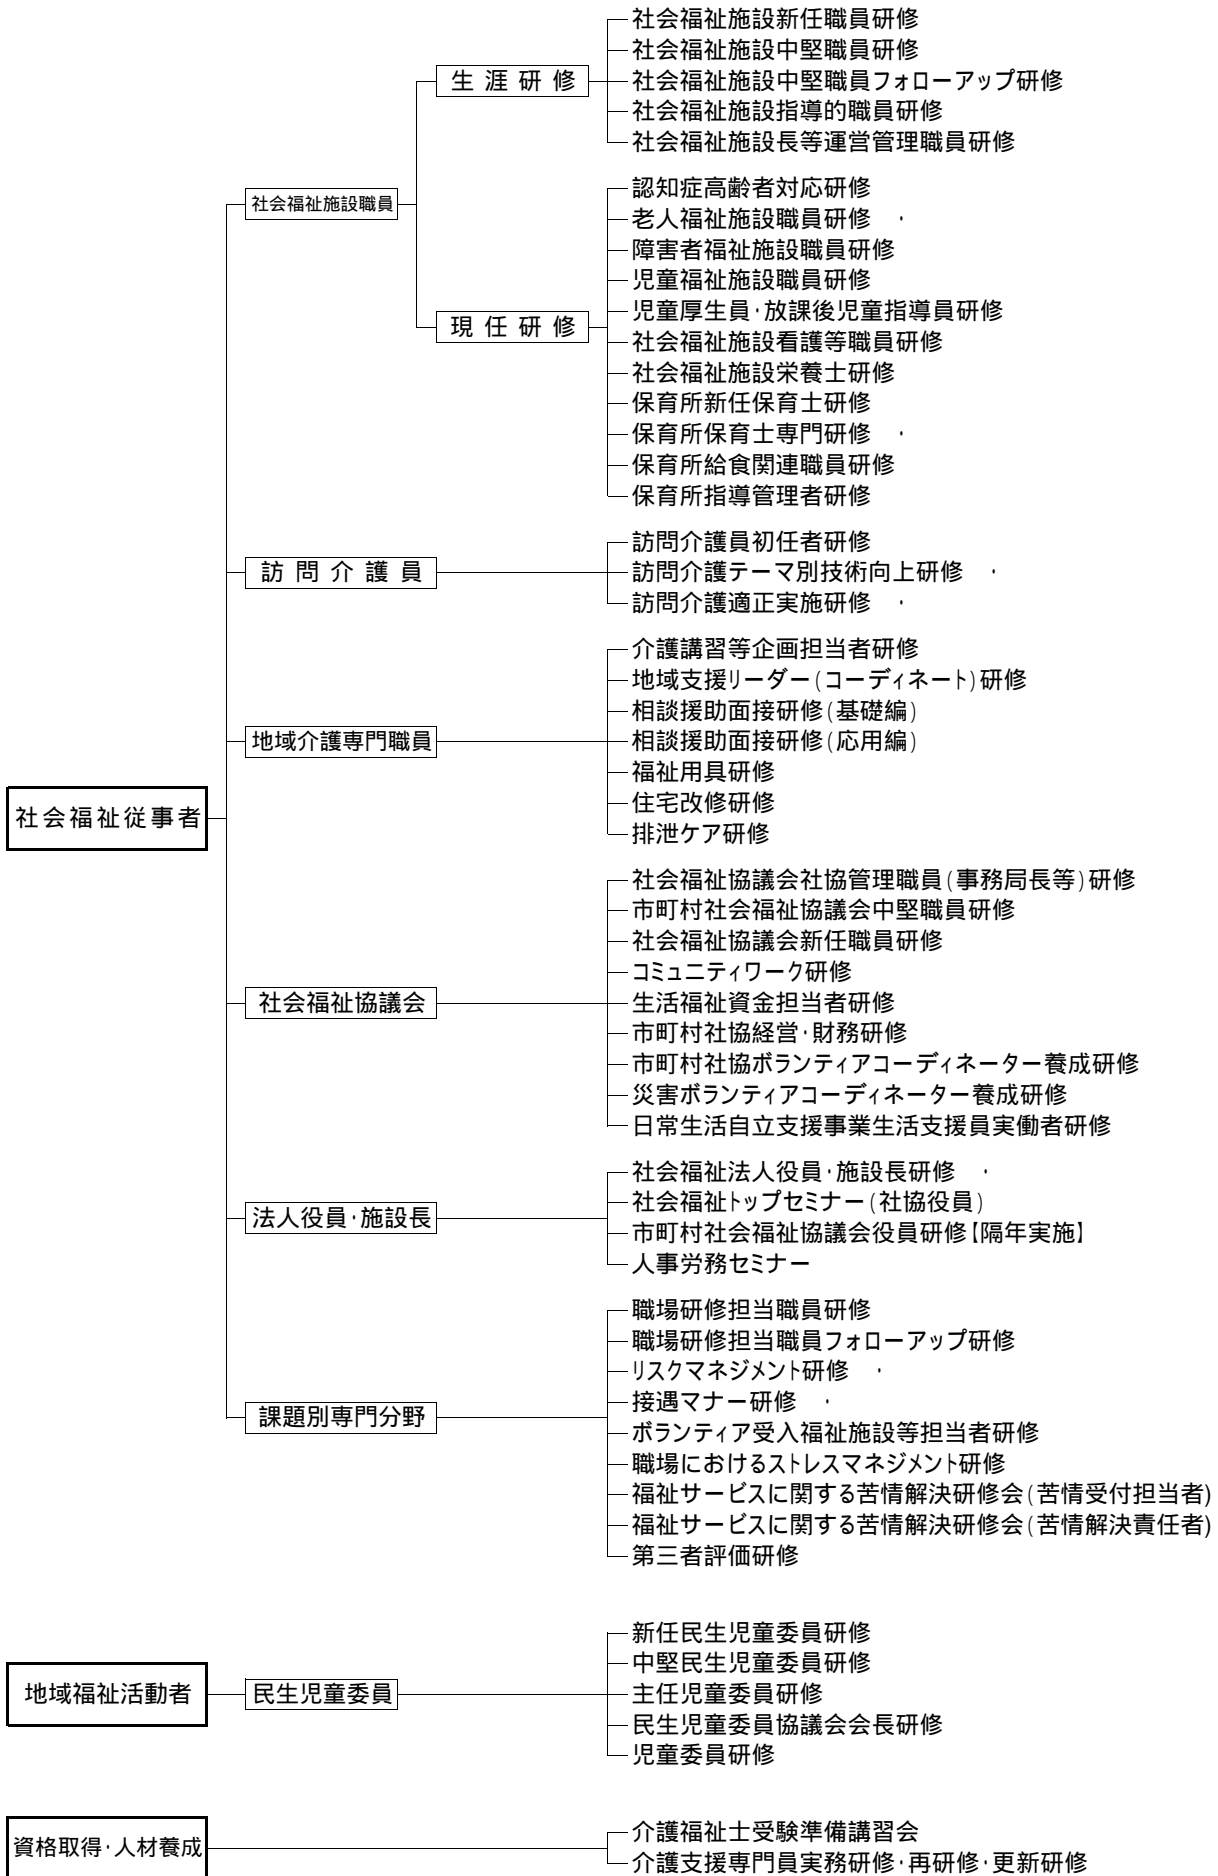 社会福祉従事者
社会福祉施設職員
生涯研修
社会福祉施設新任職員研修
社会福祉施設中堅職員研修
社会福祉施設中堅職員フォローアップ研修
社会福祉施設指導的職員研修
社会福祉施設長等運営管理職員研修
現任研修
認知症高齢者対応研修
老人福祉施設職員研修　・
障害者福祉施設職員研修
児童福祉施設職員研修
児童厚生員・放課後児童指導員研修
社会福祉施設看護等職員研修
社会福祉施設栄養士研修
保育所新任保育士研修
保育所保育士専門研修　・
保育所給食関連職員研修
保育所指導管理者研修
訪問介護員
訪問介護員初任者研修
訪問介護テーマ別技術向上研修　・
訪問介護適正実施研修　・
地域介護専門職員
介護講習等企画担当者研修
地域支援リーダー(コーディネート)研修
相談援助面接研修(基礎編)
相談援助面接研修(応用編)
福祉用具研修
住宅改修研修
排泄ケア研修
社会福祉協議会
社会福祉協議会社協管理職員(事務局長等)研修
市町村社会福祉協議会中堅職員研修
社会福祉協議会新任職員研修
コミュニティワーク研修
生活福祉資金担当者研修
市町村社協経営・財務研修
市町村社協ボランティアコーディネーター養成研修
災害ボランティアコーディネーター養成研修
日常生活自立支援事業生活支援員実働者研修
法人役員・施設長
社会福祉法人役員・施設長研修　・
社会福祉トップセミナー(社協役員)
市町村社会福祉協議会役員研修【隔年実施】
人事労務セミナー
課題別専門分野
職場研修担当職員研修
職場研修担当職員フォローアップ研修
リスクマネジメント研修　・
接遇マナー研修　・
ボランティア受入福祉施設等担当者研修
職場におけるストレスマネジメント研修
福祉サービスに関する苦情解決研修会(苦情受付担当者)
福祉サービスに関する苦情解決研修会(苦情解決責任者)
第三者評価研修
地域福祉活動者
民生児童委員
新任民生児童委員研修
中堅民生児童委員研修
主任児童委員研修
民生児童委員協議会会長研修
児童委員研修
資格取得・人材養成
介護福祉士受験準備講習会
介護支援専門員実務研修・再研修・更新研修